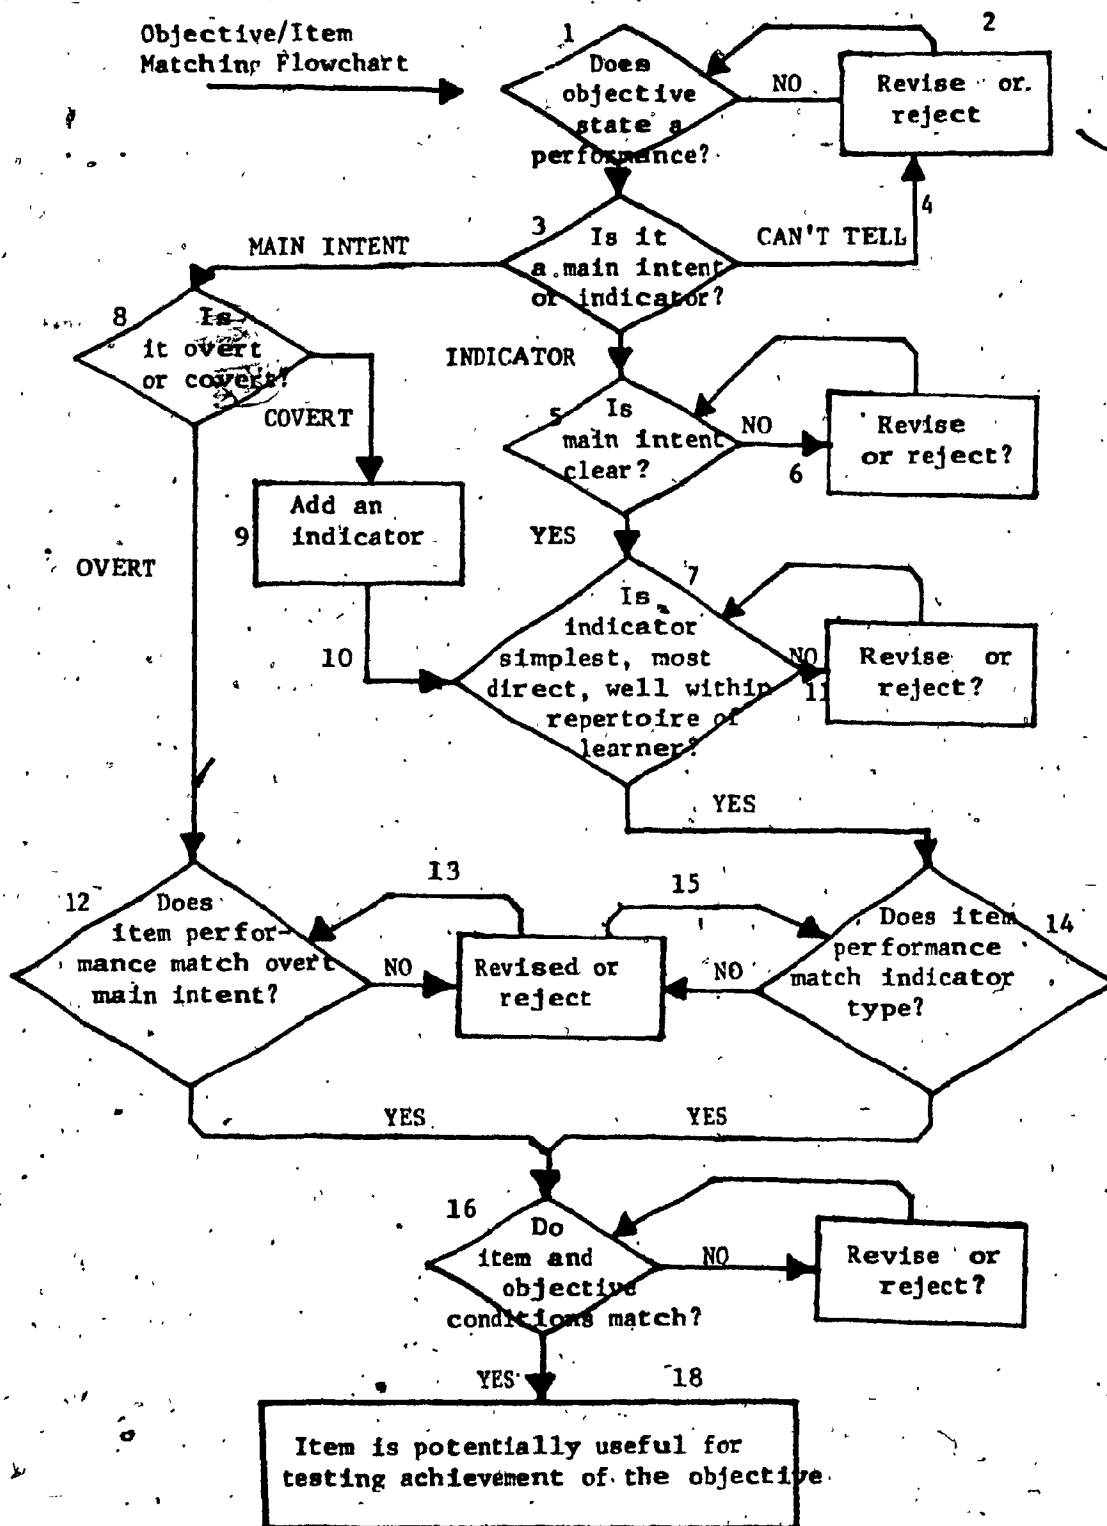 Objective/Item
Matching Flowchart
1
Does
objective
state a
performance?
NO
2
Revise or
reject
3
Is it
a main intent
or indicator?
CAN'T TELL
4
MAIN INTENT
8
Is
it overt
or covert?
COVERT
OVERT
9
Add an
indicator
10
INDICATOR
5
Is
main intent
clear?
NO
6
Revise
or reject?
YES
7
Is
indicator
simplest, most
direct, well within
repertoire of
learner?
NO
11
Revise or
reject?
YES
12
Does
item perfor-
mance match overt
main intent?
NO
13
Revised or
reject
15
NO
14
Does item
performance
match indicator
type?
YES
YES
16
Do
item and
objective
conditions match?
NO
Revise or
reject?
YES
18
Item is potentially useful for
testing achievement of the objective